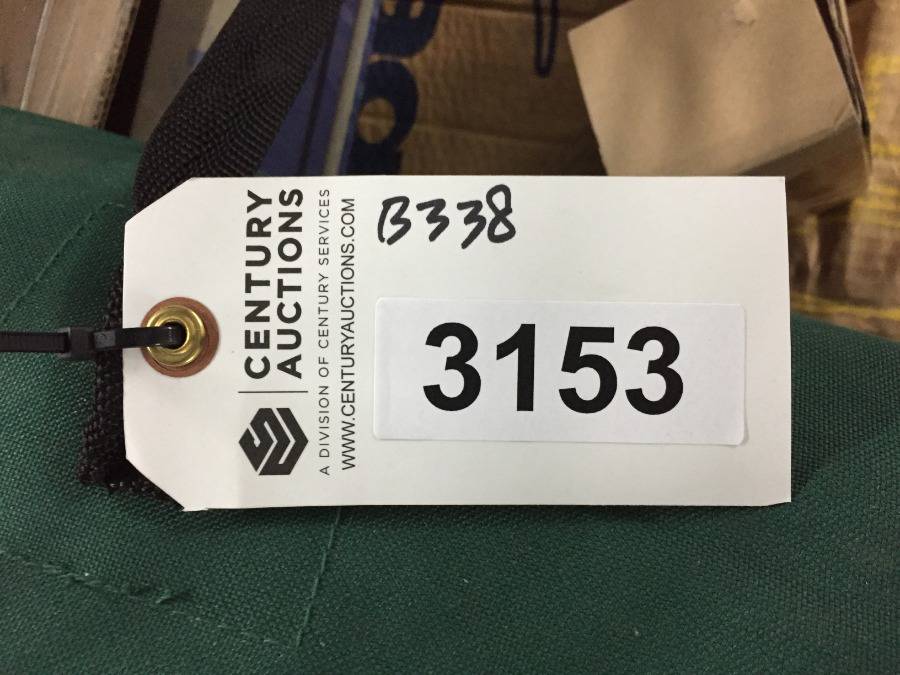 CENTURY
AUCTIONS
A DIVISION OF CENTURY SERVICES
WWW.CENTURYAUCTIONS.COM
B338
3153